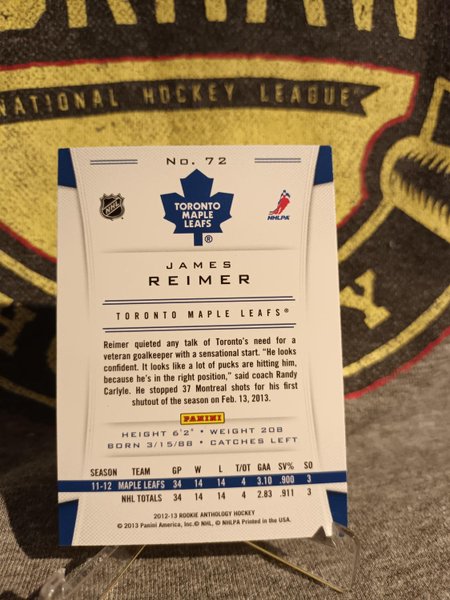 NATIONAL HOCKEY LEAGUE
No. 72
NHL
TORONTO
MAPLE
LEAFS
®
NHLPA
JAMES
REIMER
TORONTO MAPLE LEAFS®
Reimer quieted any talk of Toronto's need for a
veteran goalkeeper with a sensational start. "He looks
confident. It looks like a lot of pucks are hitting him,
because he's in the right position," said coach Randy
Carlyle. He stopped 37 Montreal shots for his first
shutout of the season on Feb. 13, 2013.
PANINI
HEIGHT 6'2" • WEIGHT 208
BORN 3/15/88 • CATCHES LEFT
SEASON TEAM GP W L T/OT GAA SV% SO
11-12 MAPLE LEAFS 34 14 14 4 3.10 .900 3
NHL TOTALS 34 14 14 4 2.83 .911 3
2012-13 ROOKIE ANTHOLOGY HOCKEY
© 2013 Panini America, Inc. © NHL, © NHLPA Printed in the USA.